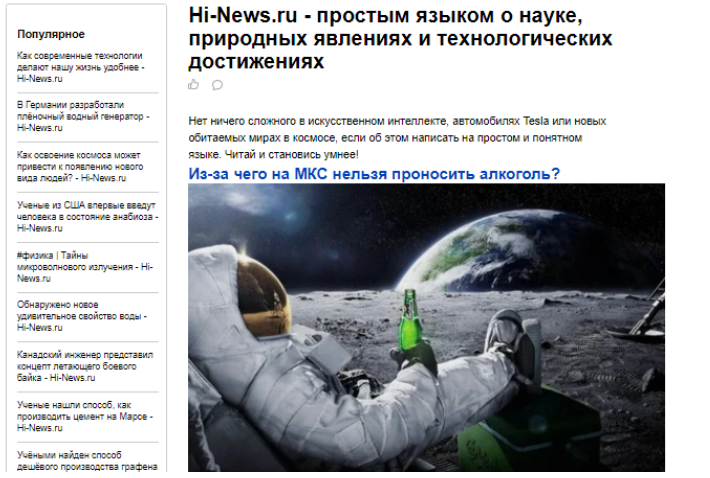 Популярное
Как современные технологии
делают нашу жизнь удобнее -
Hi-News.ru
В Германии разработали
плёночный водный генератор -
Hi-News.ru
Как освоение космоса может
привести к появлению нового
вида людей? - Hi-News.ru
Ученые из США впервые введут
человека в состояние анабиоза -
Hi-News.ru
#физика | Тайны
микроволнового излучения - Hi-
News.ru
Обнаружено новое
удивительное свойство воды -
Hi-News.ru
Канадский инженер представил
концепт летающего боевого
байка - Hi-News.ru
Ученые нашли способ, как
производить цемент на Марсе -
Hi-News.ru
Учёными найден способ
дешёвого производства графена
Hi-News.ru - простым языком о науке,
природных явлениях и технологических
достижениях
Нет ничего сложного в искусственном интеллекте, автомобилях Tesla или новых
обитаемых мирах в космосе, если об этом написать на простом и понятном
языке. Читай и становись умнее!
Из-за чего на МКС нельзя проносить алкоголь?